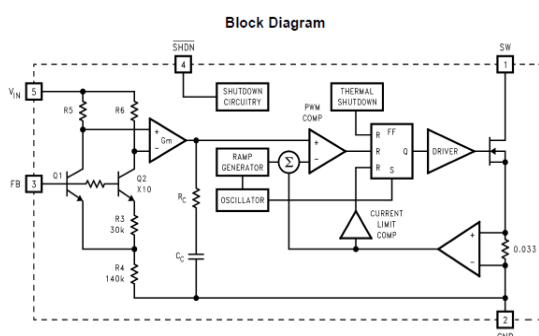 Block Diagram
SHDN
SW
4
1
VIN
5
R5
R6
SHUTDOWN
CIRCUITRY
THERMAL
SHUTDOWN
PWM
COMP
+
-
Gm
+
-
R
R
R
FF
Q
S
DRIVER
RAMP
GENERATOR
Σ
OSCILLATOR
FB
3
Q1
Q2
X10
RC
CC
R3
30k
R4
140k
CURRENT
LIMIT
COMP
+
-
0.033
2
GND